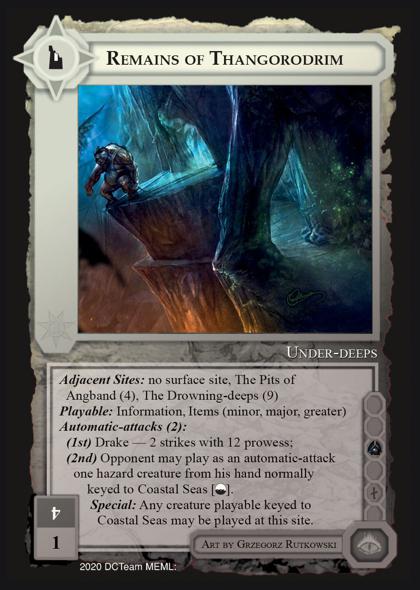 Remains of Thangorodrim
Under-deeps
Adjacent Sites: no surface site, The Pits of
Angband (4), The Drowning-deeps (9)
Playable: Information, Items (minor, major, greater)
Automatic-attacks (2):
(1st) Drake — 2 strikes with 12 prowess;
(2nd) Opponent may play as an automatic-attack
one hazard creature from his hand normally
keyed to Coastal Seas [].
Special: Any creature playable keyed to
Coastal Seas may be played at this site.
4
1
Art by Grzegorz Rutkowski
2020 DCTeam MEML: